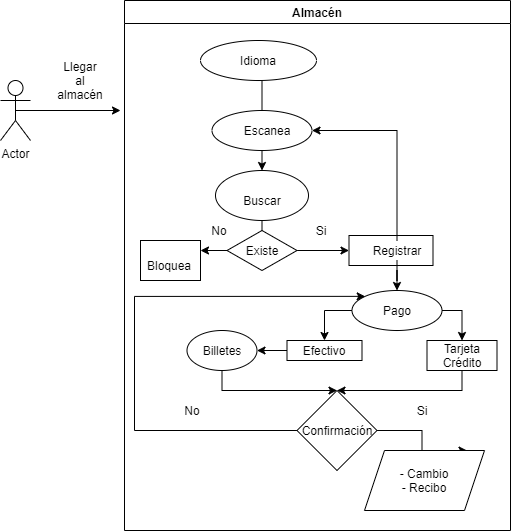 Almacén
Idioma
Llegar
al
almacén
Actor
Escanea
Buscar
No
Si
Existe
Registrar
Bloquea
Pago
Billetes
Efectivo
Tarjeta
Crédito
No
Si
Confirmación
- Cambio
- Recibo